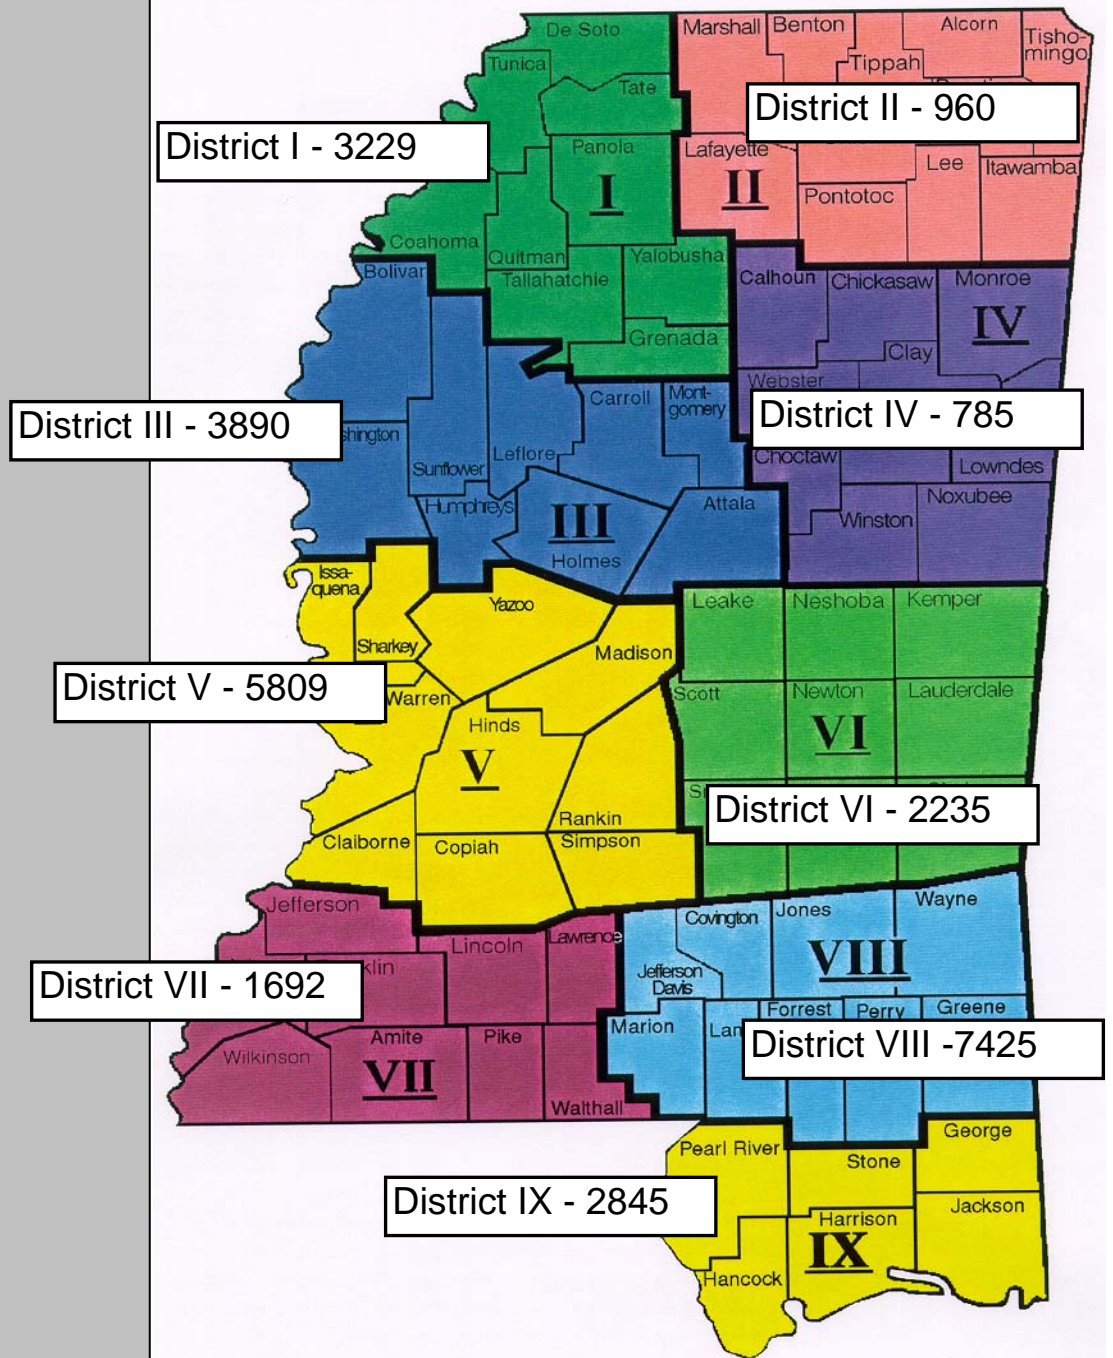 De Soto
Marshall
Benton
Alcorn
Tisho-
mingo
Tippah
Tunica
Tate
District II - 960
District I - 3229
Panola
Lafayette
Lee
Itawamba
I
II
Pontotoc
Coahoma
Quitman
Yalobusha
Bolivar
Tallahatchie
Calhoun
Chickasaw
Monroe
IV
Grenada
Clay
Webster
Carroll
Mont-
gomery
District III - 3890
District IV - 785
Leflore
Sunflower
Choctaw
Lowndes
Humphreys
III
Attala
Noxubee
Winston
Holmes
Issa-
quena
Yazoo
Leake
Neshoba
Kemper
Sharkey
Madison
District V - 5809
Scott
Newton
Lauderdale
Warren
Hinds
VI
V
District VI - 2235
Rankin
Claiborne
Copiah
Simpson
Jefferson
Covington
Jones
Wayne
Lincoln
Lawrence
VIII
District VII - 1692
Jefferson
Davis
Marion
Forrest
Perry
Greene
Amite
Pike
District VIII -7425
Wilkinson
VII
Walthall
George
Pearl River
Stone
District IX - 2845
Harrison
Jackson
IX
Hancock